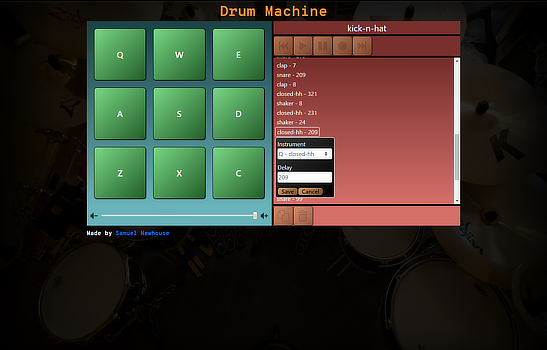 Drum Machine
kick-n-hat
Q W E
A S D
Z X C
clap - 7
snare - 209
clap - 8
closed-hh - 321
shaker - 8
closed-hh - 231
shaker - 24
closed-hh - 209
Instrument
Q - closed-hh
Delay
209
Save Cancel
snare - 99
Made by Samuel Newhouse